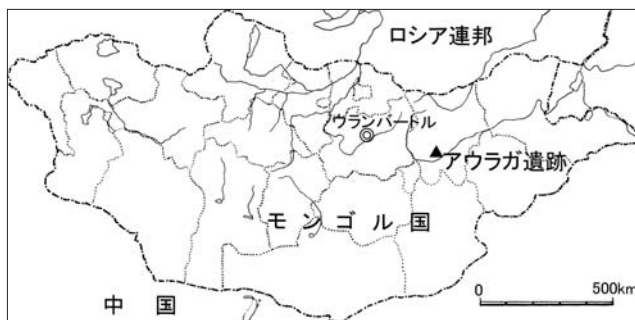 ロシア連邦
ウランバートル
アウラガ遺跡
モンゴル国
中国
0 500km